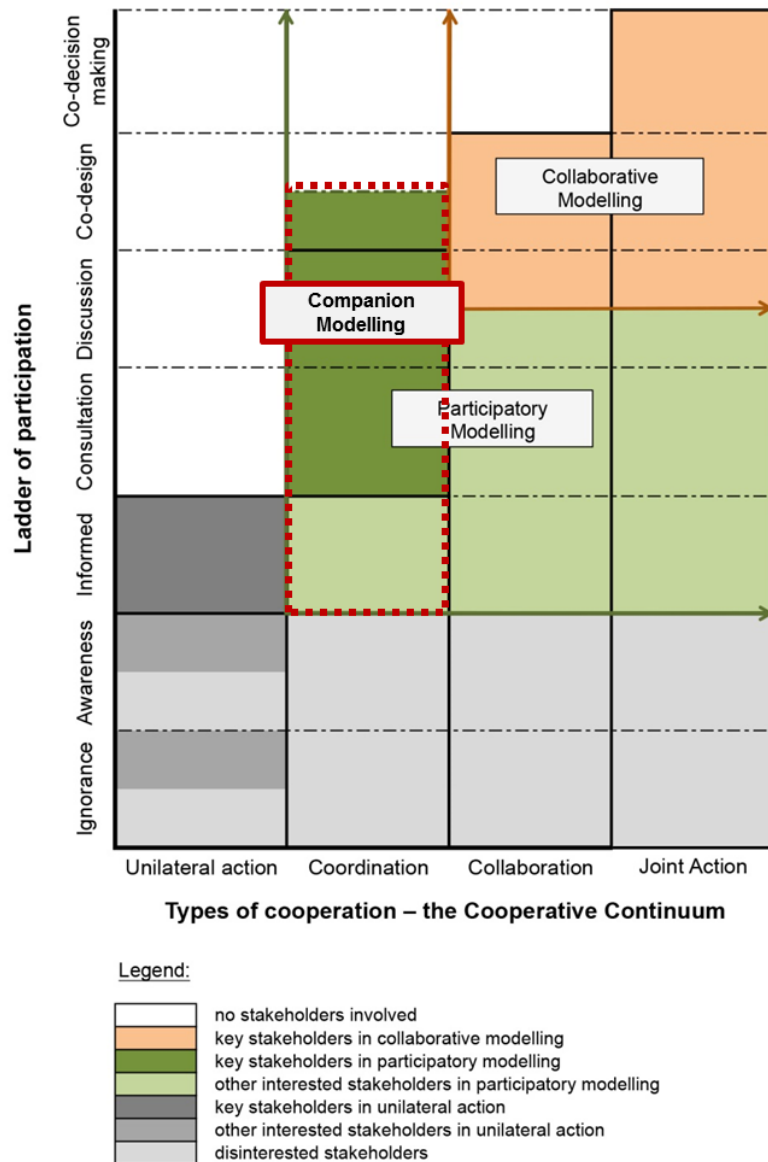 Co-decision
making
Co-design
Discussion
Consultation
Informed
Awareness
Ignorance
Ladder of participation
Collaborative
Modelling
Companion
Modelling
Participatory
Modelling
Unilateral action
Coordination
Collaboration
Joint Action
Types of cooperation – the Cooperative Continuum
Legend:
no stakeholders involved
key stakeholders in collaborative modelling
key stakeholders in participatory modelling
other interested stakeholders in participatory modelling
key stakeholders in unilateral action
other interested stakeholders in unilateral action
disinterested stakeholders